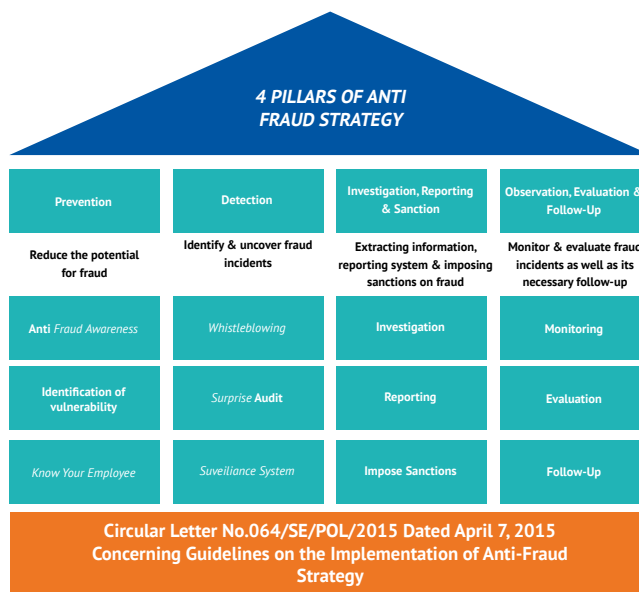 4 PILLARS OF ANTI
FRAUD STRATEGY
Prevention
Detection
Investigation, Reporting
& Sanction
Observation, Evaluation &
Follow-Up
Reduce the potential
for fraud
Identify & uncover fraud
incidents
Extracting information,
reporting system & imposing
sanctions on fraud
Monitor & evaluate fraud
incidents as well as its
necessary follow-up
Anti Fraud Awareness
Whistleblowing
Investigation
Monitoring
Identification of
vulnerability
Surprise Audit
Reporting
Evaluation
Know Your Employee
Suveiliance System
Impose Sanctions
Follow-Up
Circular Letter No.064/SE/POL/2015 Dated April 7, 2015
Concerning Guidelines on the Implementation of Anti-Fraud
Strategy